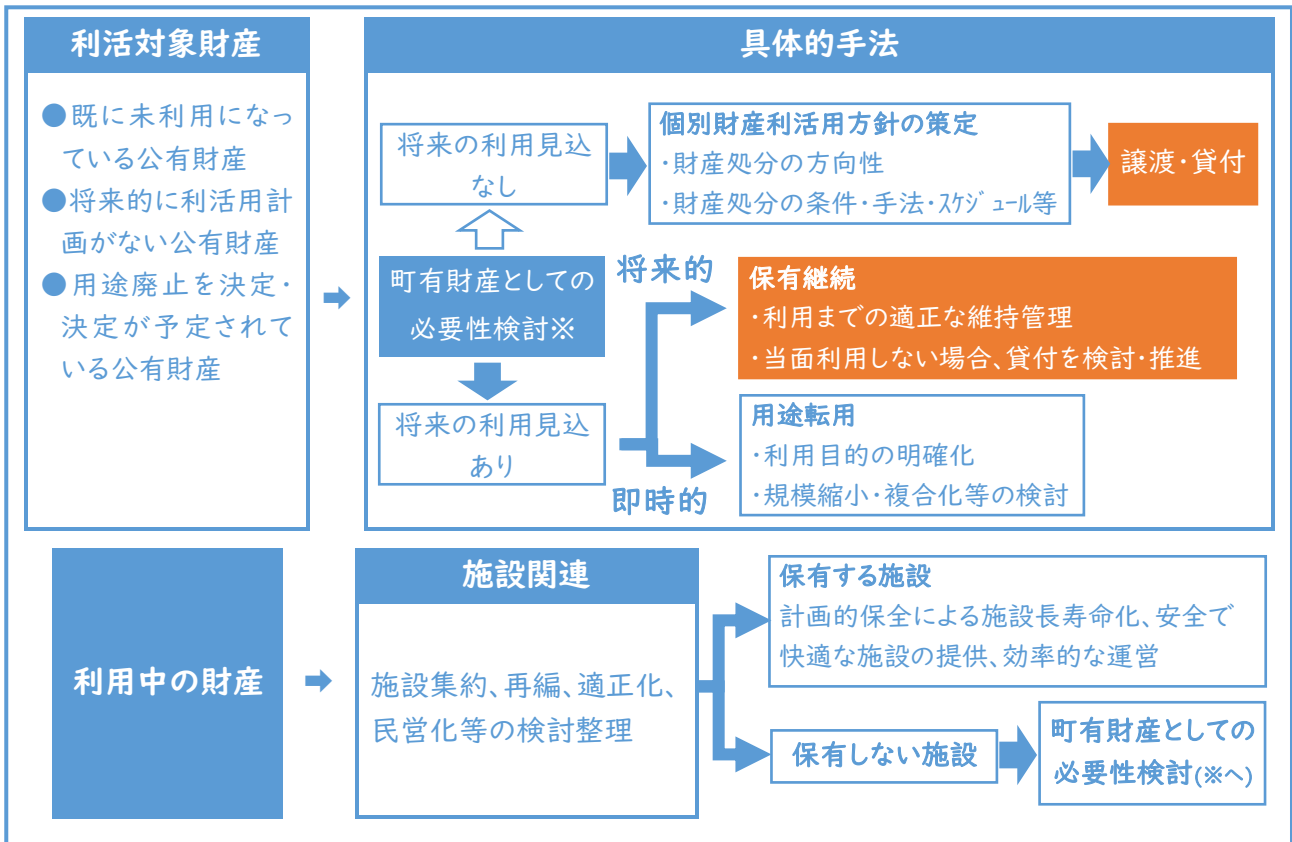 利活対象財産
●既に未利用になっ
ている公有財産
●将来的に利活用計
画がない公有財産
●用途廃止を決定・
決定が予定されて
いる公有財産
具体的手法
将来の利用見込
なし
個別財産利活用方針の策定
・財産処分の方向性
・財産処分の条件・手法・ｽｹｼﾞｭｰﾙ等
譲渡・貸付
町有財産としての
必要性検討※
将来的
保有継続
・利用までの適正な維持管理
・当面利用しない場合、貸付を検討・推進
将来の利用見込
あり
即時的
用途転用
・利用目的の明確化
・規模縮小・複合化等の検討
利用中の財産
施設関連
施設集約、再編、適正化、
民営化等の検討整理
保有する施設
計画的保全による施設長寿命化、安全で
快適な施設の提供、効率的な運営
保有しない施設
町有財産としての
必要性検討(※へ)